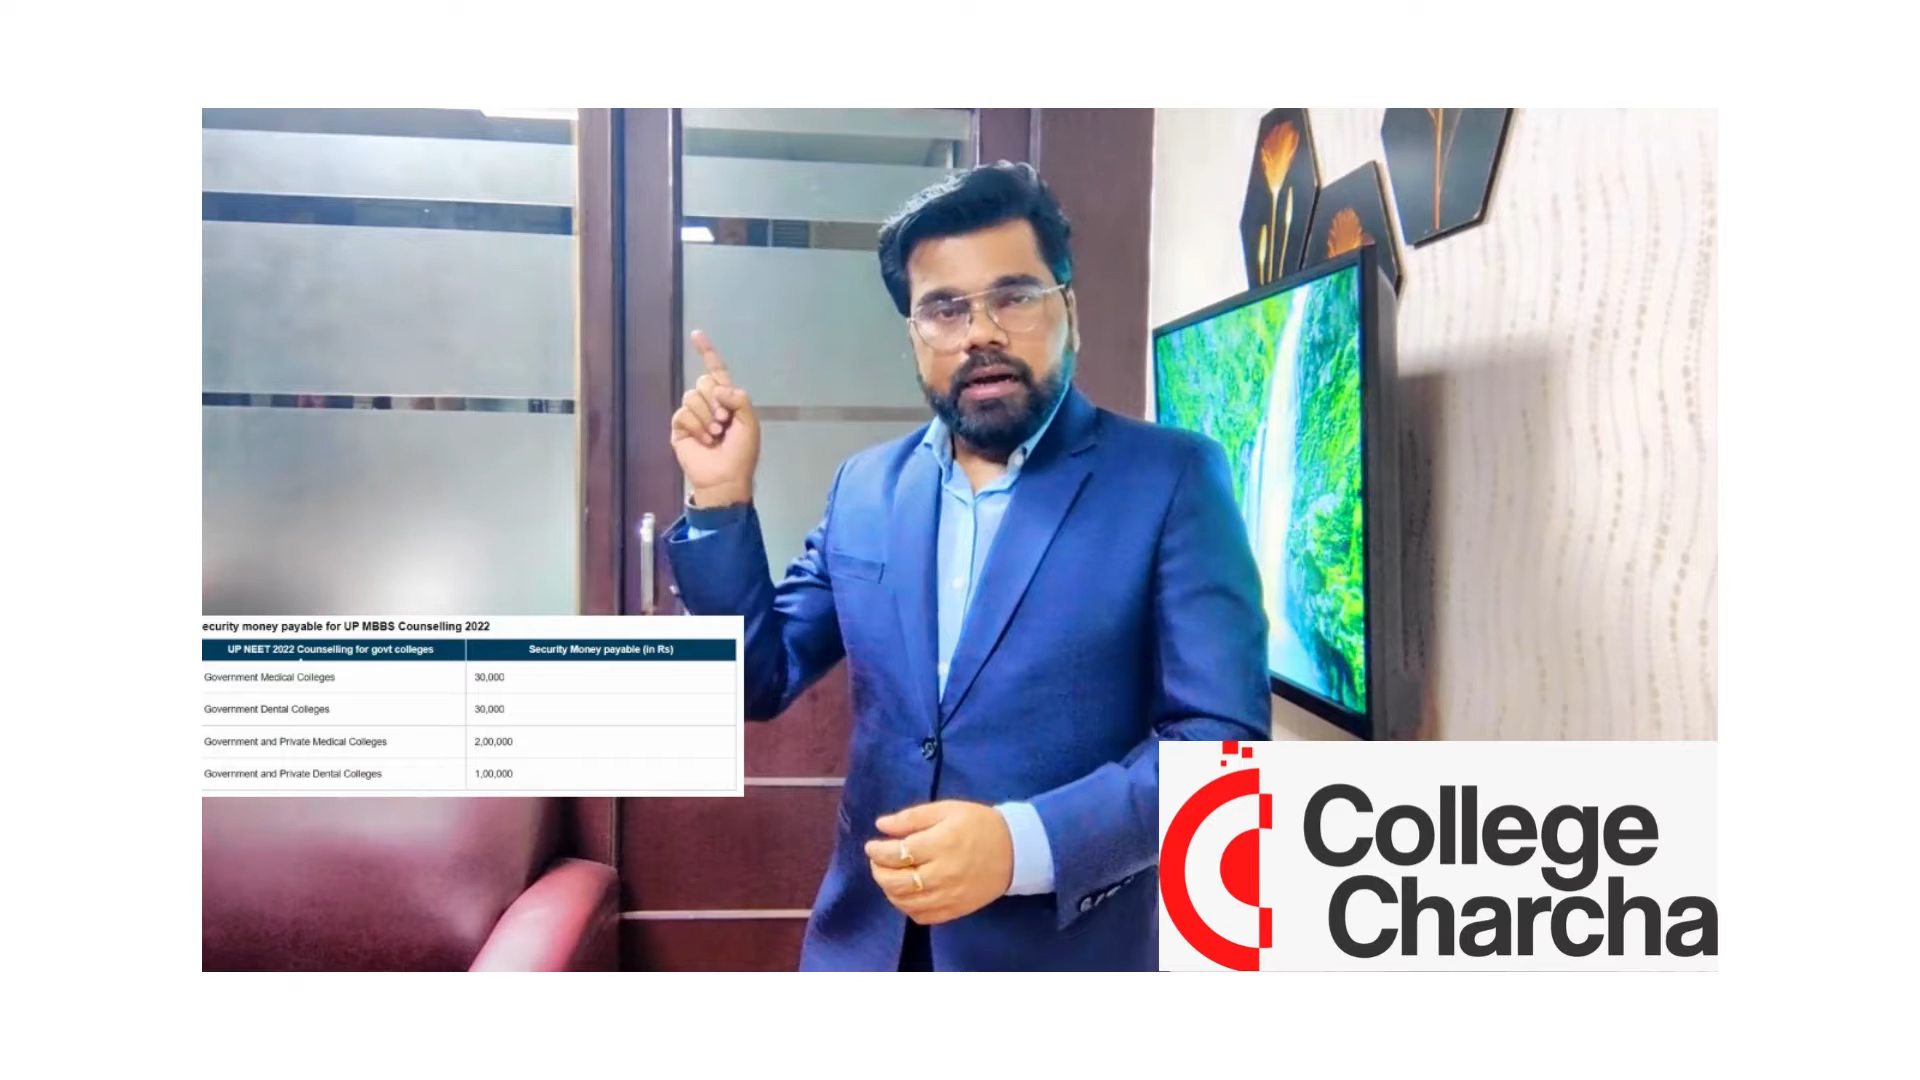 ecurity money payable for UP MBBS Counselling 2022
UP NEET 2022 Counselling for govt colleges Security Money payable (in Rs)
Government Medical Colleges 30,000
Government Dental Colleges 30,000
Government and Private Medical Colleges 2,00,000
Government and Private Dental Colleges 1,00,000
College
Charcha